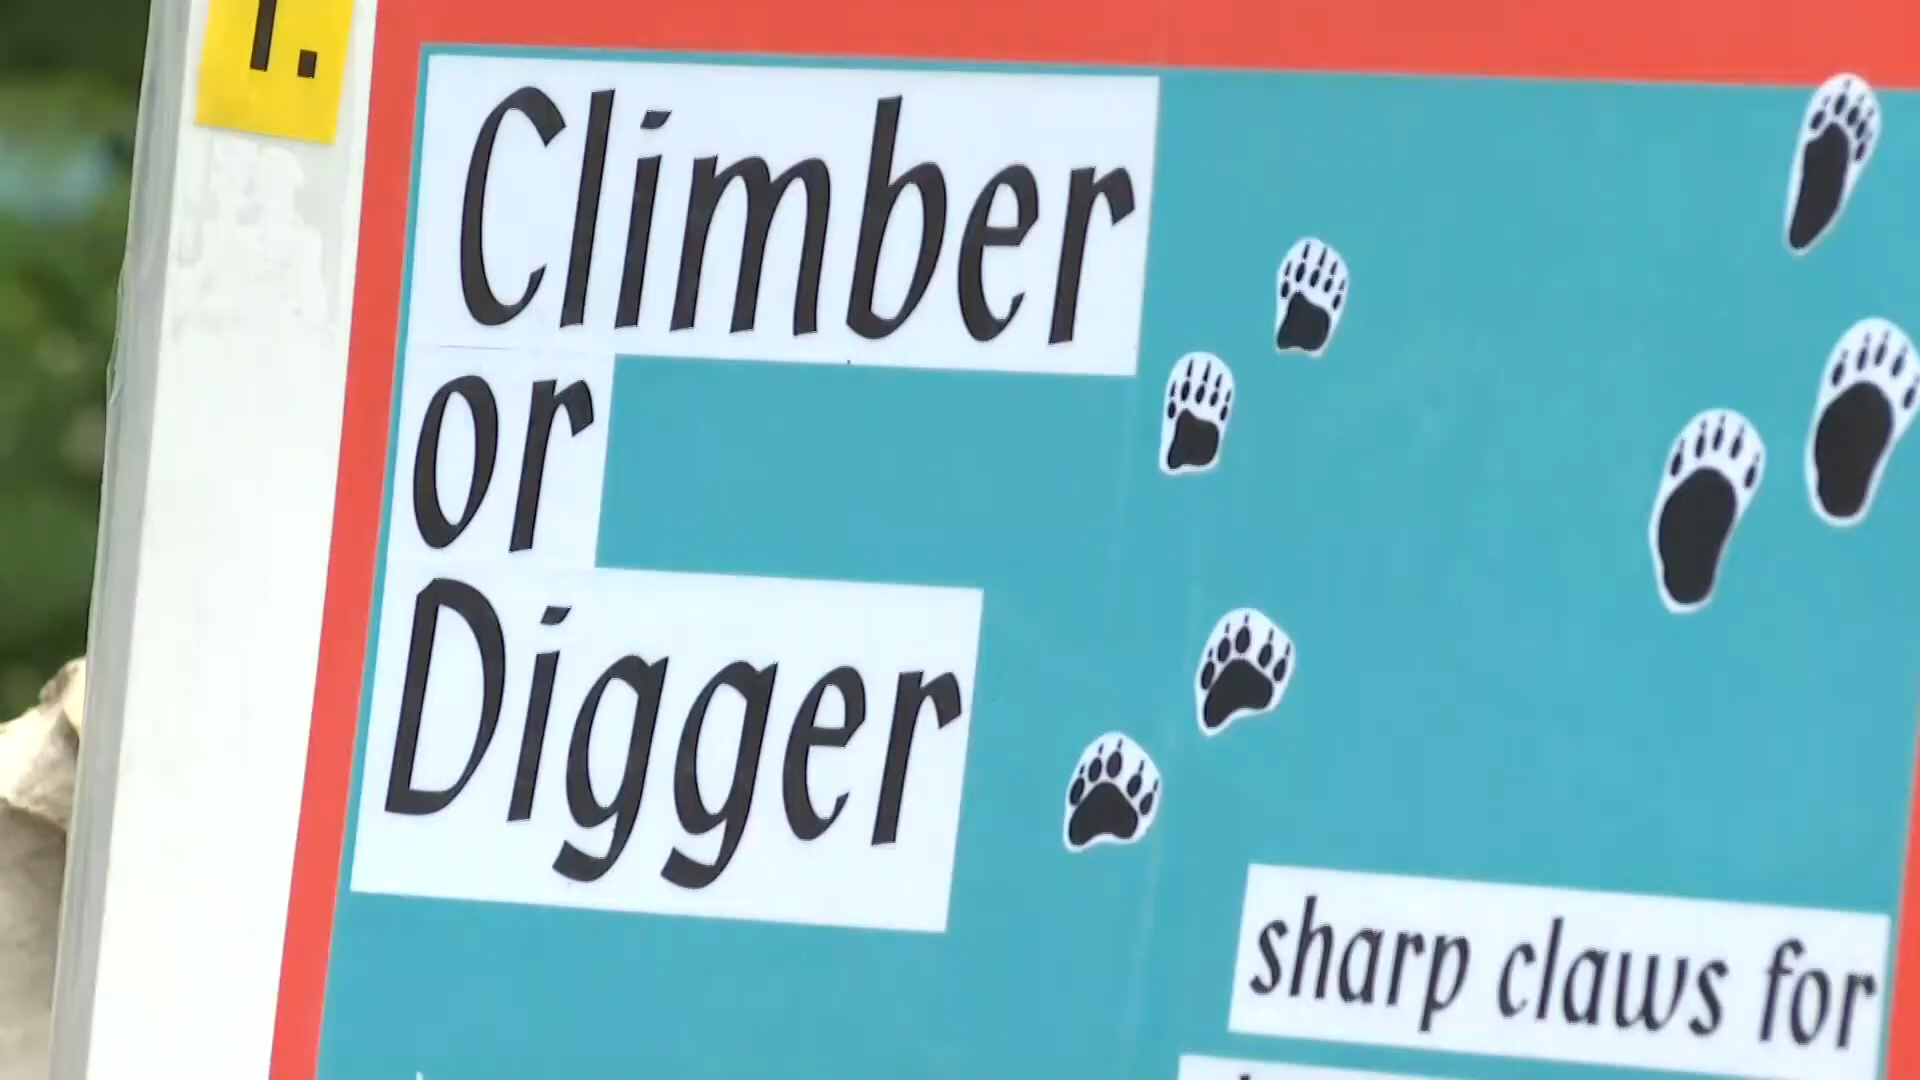 1.
Climber
or
Digger
sharp claws for